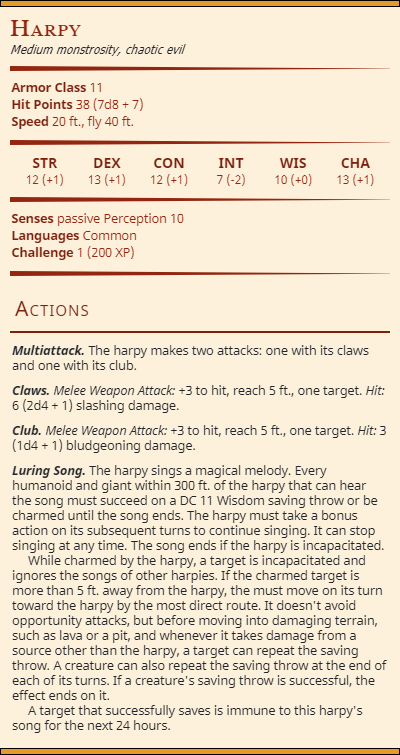 Harpy
Medium monstrosity, chaotic evil
Armor Class 11
Hit Points 38 (7d8 + 7)
Speed 20 ft., fly 40 ft.
STR DEX CON INT WIS CHA
12 (+1) 13 (+1) 12 (+1) 7 (-2) 10 (+0) 13 (+1)
Senses passive Perception 10
Languages Common
Challenge 1 (200 XP)
Actions
Multiattack. The harpy makes two attacks: one with its claws
and one with its club.
Claws. Melee Weapon Attack: +3 to hit, reach 5 ft., one target. Hit:
6 (2d4 + 1) slashing damage.
Club. Melee Weapon Attack: +3 to hit, reach 5 ft., one target. Hit: 3
(1d4 + 1) bludgeoning damage.
Luring Song. The harpy sings a magical melody. Every
humanoid and giant within 300 ft. of the harpy that can hear
the song must succeed on a DC 11 Wisdom saving throw or be
charmed until the song ends. The harpy must take a bonus
action on its subsequent turns to continue singing. It can stop
singing at any time. The song ends if the harpy is incapacitated.
While charmed by the harpy, a target is incapacitated and
ignores the songs of other harpies. If the charmed target is
more than 5 ft. away from the harpy, the must move on its turn
toward the harpy by the most direct route. It doesn't avoid
opportunity attacks, but before moving into damaging terrain,
such as lava or a pit, and whenever it takes damage from a
source other than the harpy, a target can repeat the saving
throw. A creature can also repeat the saving throw at the end of
each of its turns. If a creature's saving throw is successful, the
effect ends on it.
A target that successfully saves is immune to this harpy's
song for the next 24 hours.